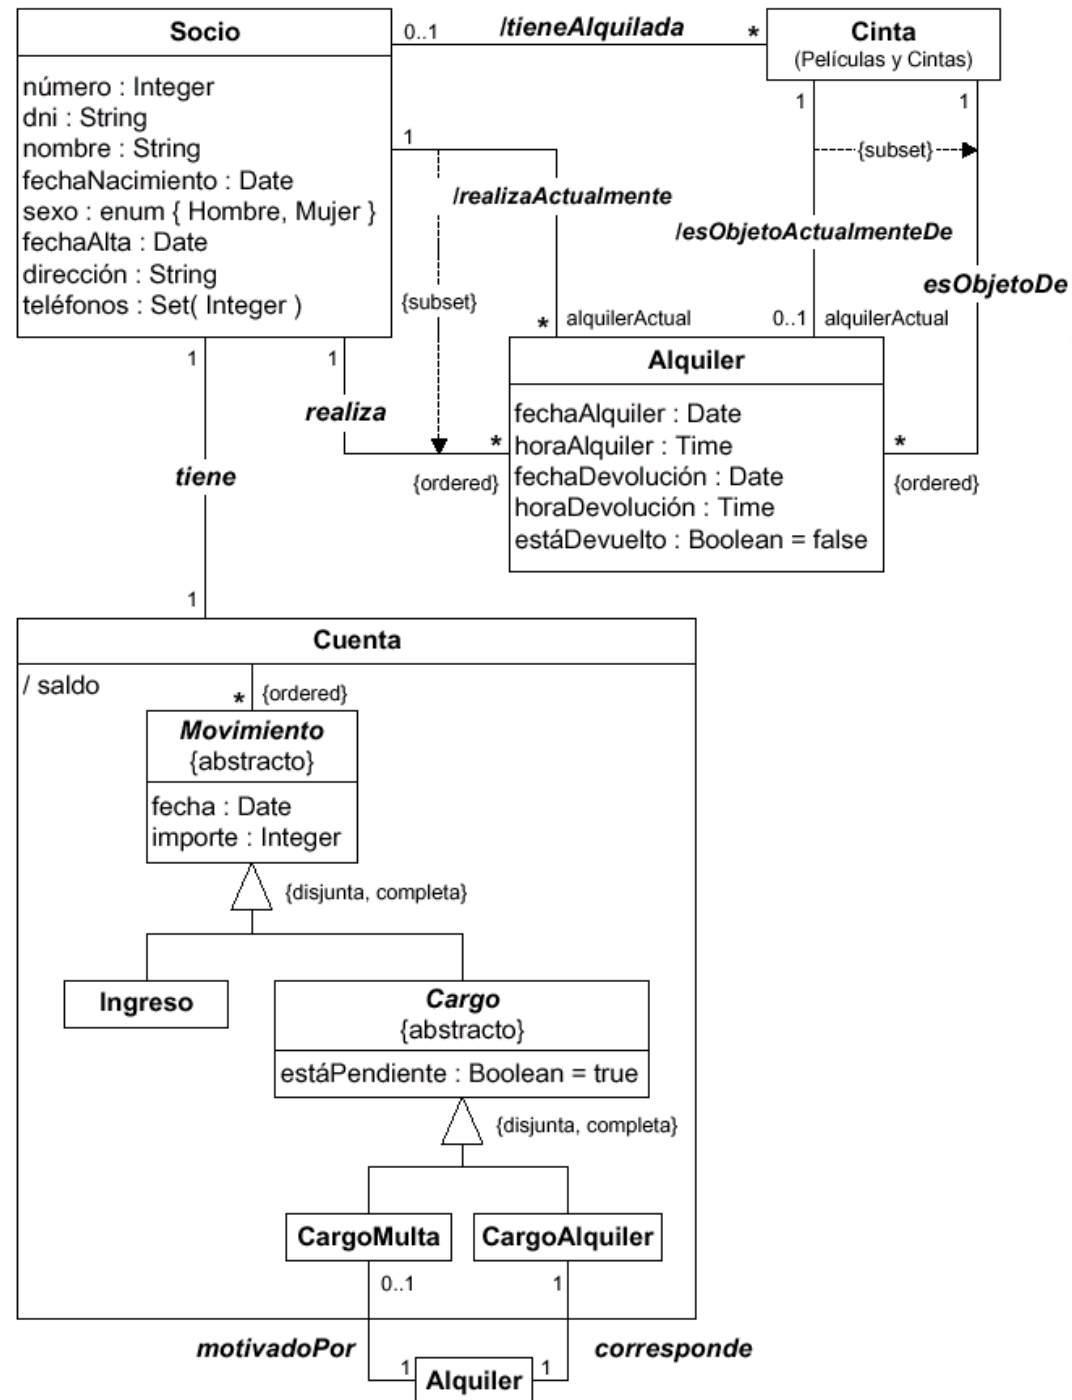 Socio
0..1
/tieneAlquilada
*
Cinta
(Películas y Cintas)
número : Integer
dni : String
nombre : String
fechaNacimiento : Date
sexo : enum { Hombre, Mujer }
fechaAlta : Date
dirección : String
teléfonos : Set( Integer )
1
/realizaActualmente
{subset}
*
alquilerActual
1
1
{subset}
/esObjetoActualmenteDe
esObjetoDe
0..1
alquilerActual
1
1
realiza
*
{ordered}
Alquiler
fechaAlquiler : Date
horaAlquiler : Time
fechaDevolución : Date
horaDevolución : Time
estáDevuelto : Boolean = false
*
{ordered}
tiene
1
Cuenta
/ saldo
*
{ordered}
Movimiento
{abstracto}
fecha : Date
importe : Integer
{disjunta, completa}
Ingreso
Cargo
{abstracto}
estáPendiente : Boolean = true
{disjunta, completa}
CargoMulta
CargoAlquiler
0..1
1
motivadoPor
corresponde
1
Alquiler
1